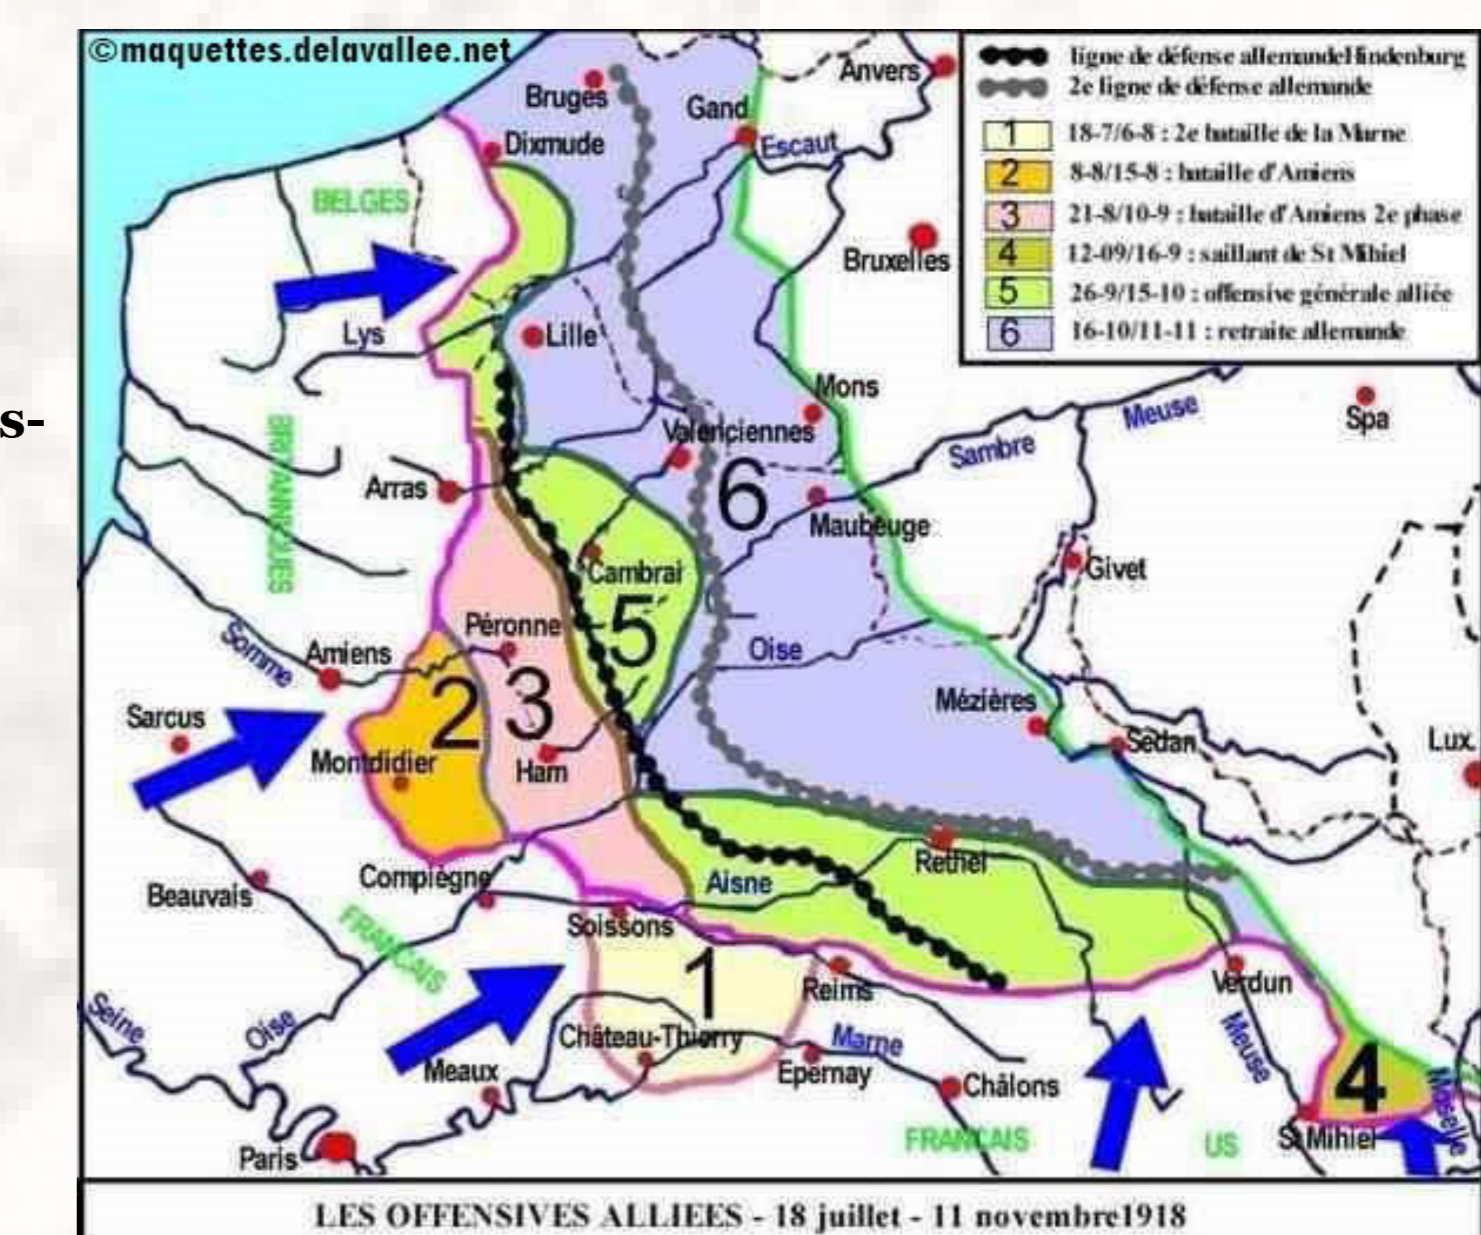 ©maquettes.delavallee.net
ligne de défense allemandeHindenburg
2e ligne de défense allemande
1 18-7/6-8 : 2e bataille de la Marne
2 8-8/15-8 : bataille d'Amiens
3 21-8/10-9 : bataille d'Amiens 2e phase
4 12-09/16-9 : saillant de St Mihiel
5 26-9/15-10 : offensive générale alliée
6 16-10/11-11 : retraite allemande
Anvers
Bruges
Gand
Dixmude
Escaut
BELGES
Bruxelles
Lys
Lille
Mons
Meuse
Spa
s-
Valenciennes
Sambre
BRITANNIQUES
Arras
6
Maubeuge
Cambrai
Givet
5
Péronne
Somme
Amiens
Oise
2
3
Mézières
Sarcus
Montdidier
Ham
Sedan
Lux.
Rethel
Compiègne
Aisne
Beauvais
FRANCAIS
Soissons
1
Reims
Verdun
Seine
Oise
Château-Thierry
Marne
Meuse
Meaux
Epernay
Châlons
4
Moselle
FRANCAIS
US
St Mihiel
Paris
LES OFFENSIVES ALLIEES - 18 juillet - 11 novembre1918